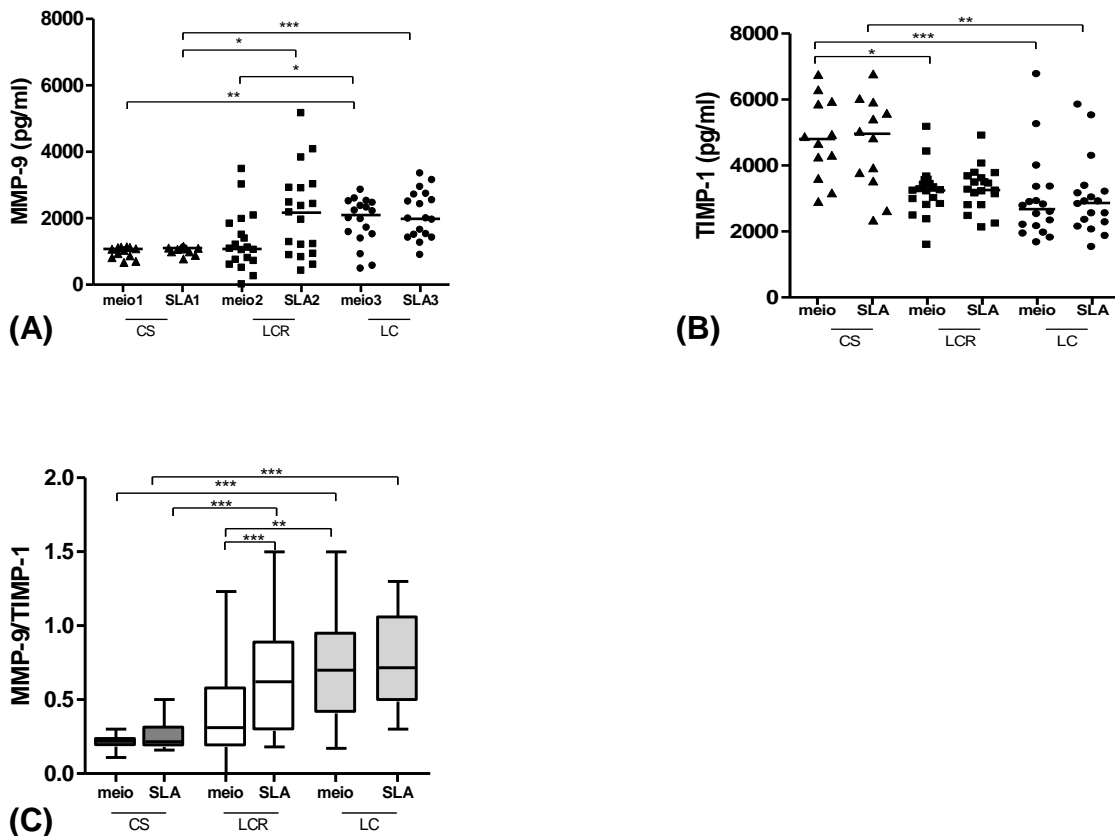 8000
6000
4000
2000
0
MMP-9 (pg/ml)
***
*
*
**
meio1 SLA1 meio2 SLA2 meio3 SLA3
CS LCR LC
(A)
8000
6000
4000
2000
0
TIMP-1 (pg/ml)
**
***
*
meio SLA meio SLA meio SLA
CS LCR LC
(B)
2.0
1.5
1.0
0.5
0.0
MMP-9/TIMP-1
***
***
***
**
***
meio SLA meio SLA meio SLA
CS LCR LC
(C)